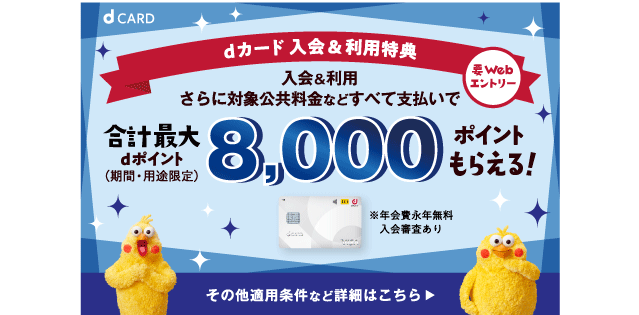 d CARD
dカード 入会&利用特典
要Web
エントリー
入会&利用
さらに対象公共料金などすべて支払いで
合計最大
dポイント
(期間・用途限定)
8,000
ポイント
もらえる!
※年会費永年無料
入会審査あり
その他適用条件など詳細はこちら▶